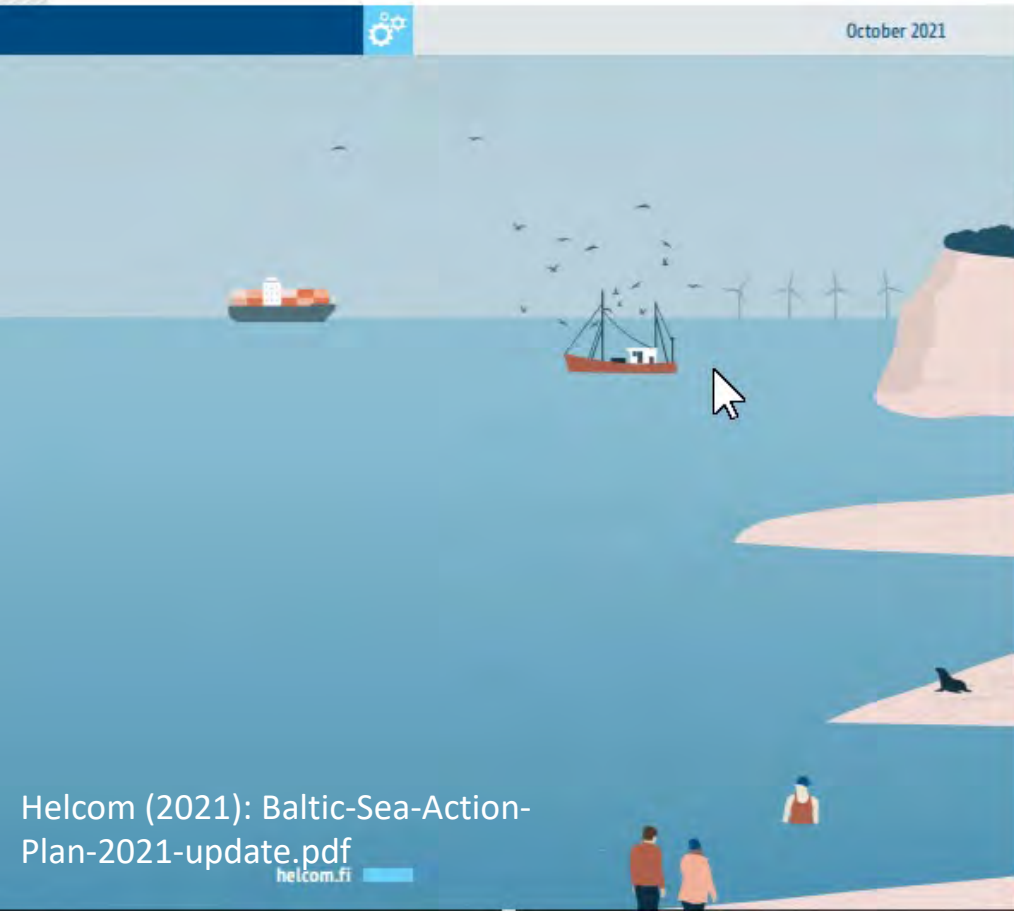 October 2021
Helcom (2021): Baltic-Sea-Action-
Plan-2021-update.pdf
helcom.fi